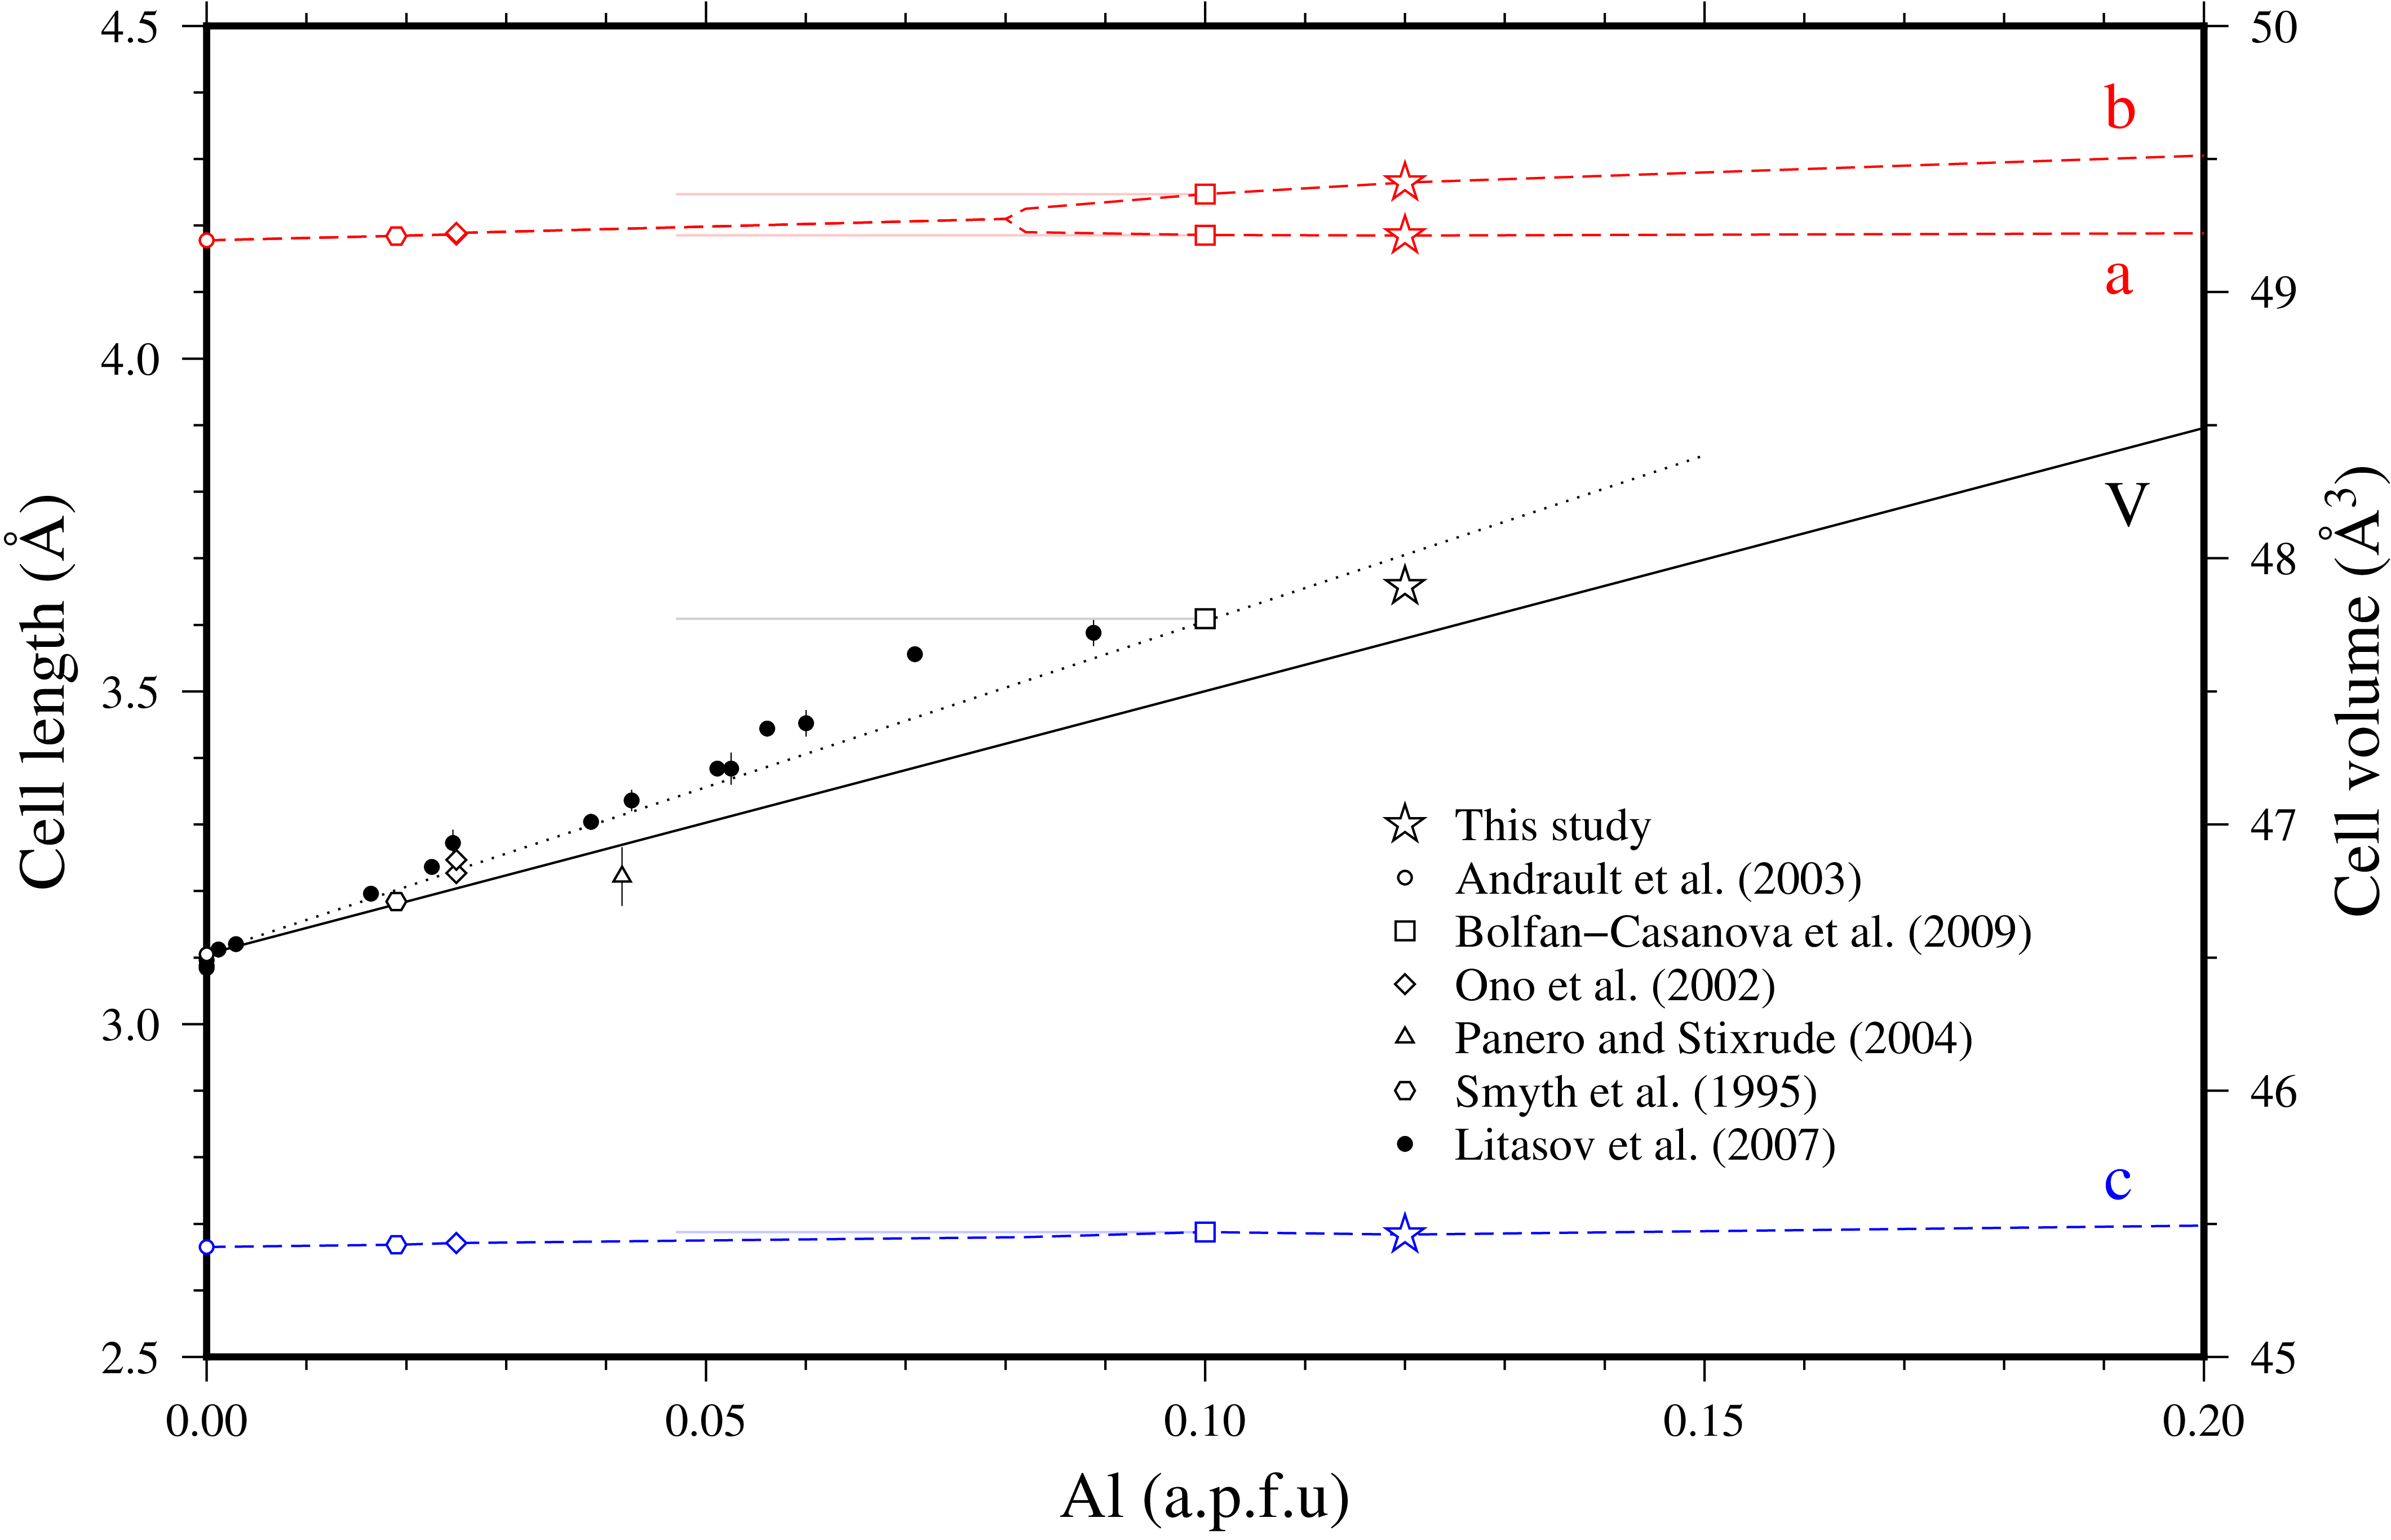 4.5
4.0
3.5
3.0
2.5
Cell length (Å)
50
49
48
47
46
45
Cell volume (Å³)
b
a
V
c
This study
Andrault et al. (2003)
Bolfan−Casanova et al. (2009)
Ono et al. (2002)
Panero and Stixrude (2004)
Smyth et al. (1995)
Litasov et al. (2007)
0.00
0.05
0.10
0.15
0.20
Al (a.p.f.u)